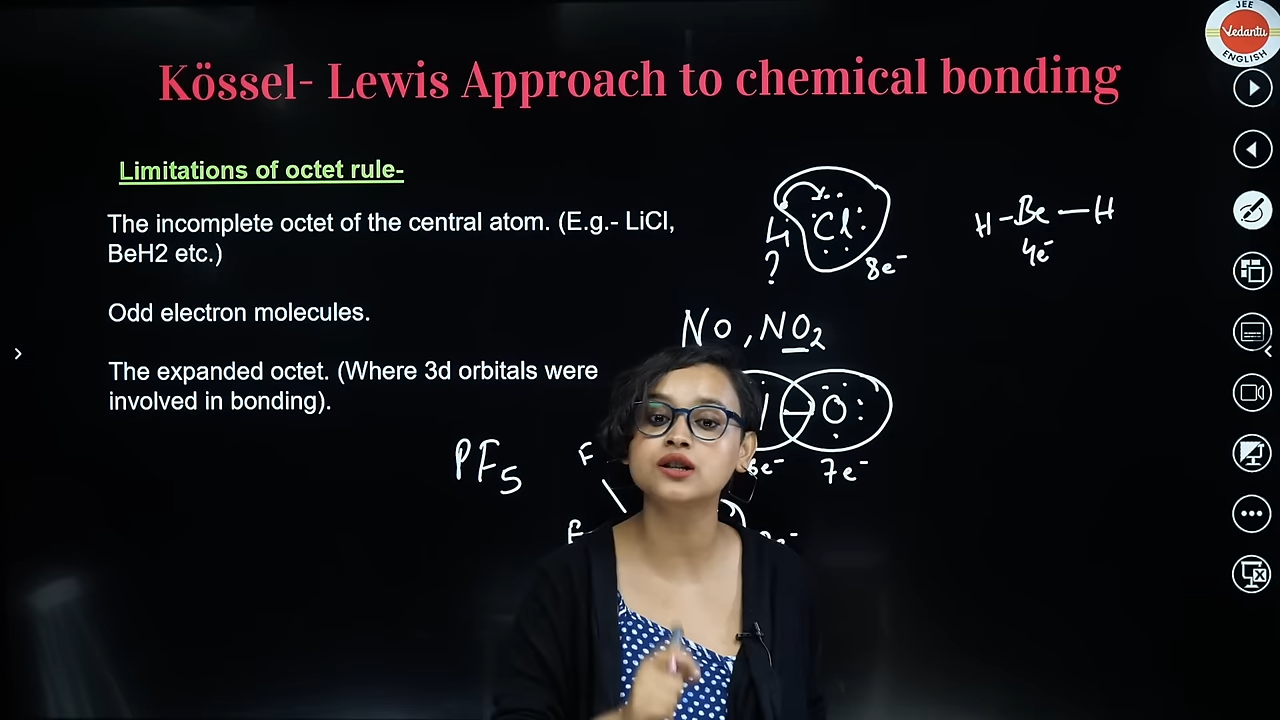 JEE
Vedantu
ENGLISH
Kössel- Lewis Approach to chemical bonding
Limitations of octet rule-
The incomplete octet of the central atom. (E.g.- LiCl,
BeH2 etc.)
Odd electron molecules.
The expanded octet. (Where 3d orbitals were
involved in bonding).
Li Cl
?
8e⁻
H-Be-H
4e⁻
NO, NO₂
O
6e⁻ 7e⁻
PF₅
F
F